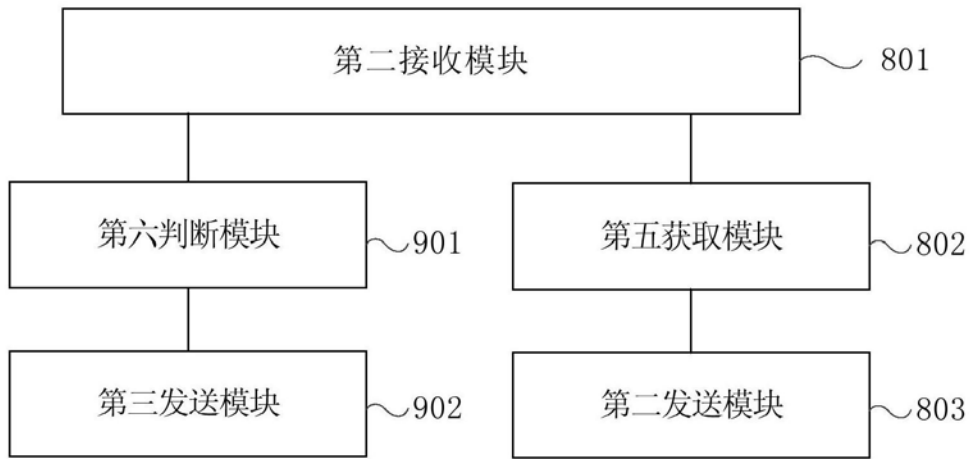 第二接收模块 801
第六判断模块 901
第五获取模块 802
第三发送模块 902
第二发送模块 803